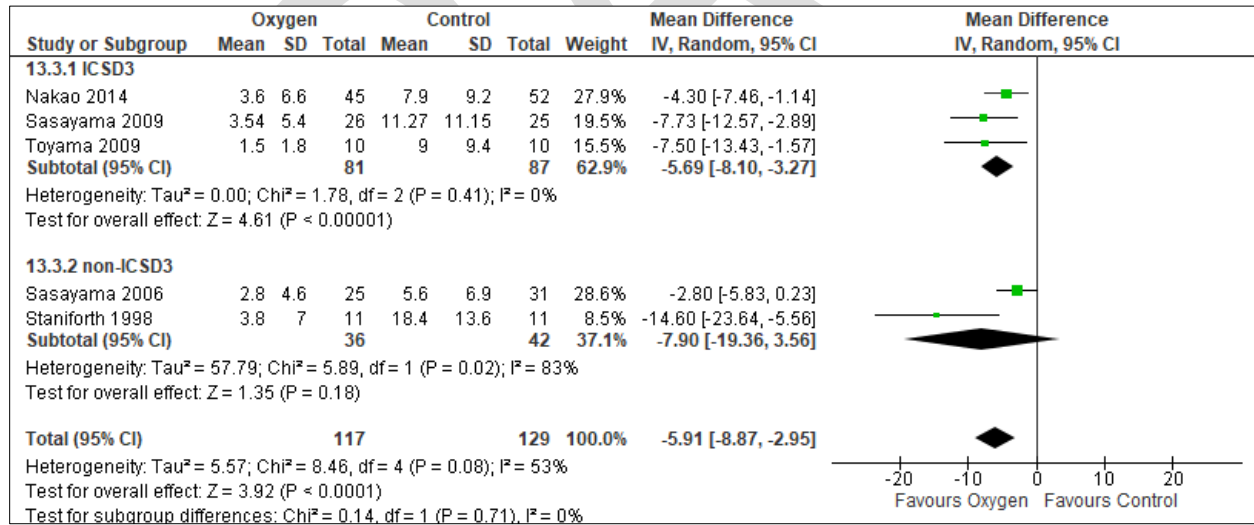 Oxygen Control Mean Difference Mean Difference
Study or Subgroup Mean SD Total Mean SD Total Weight IV, Random, 95% CI IV, Random, 95% CI
13.3.1 ICSD3
Nakao 2014 3.6 6.6 45 7.9 9.2 52 27.9% -4.30 [-7.46, -1.14]
Sasayama 2009 3.54 5.4 26 11.27 11.15 25 19.5% -7.73 [-12.57, -2.89]
Toyama 2009 1.5 1.8 10 9 9.4 10 15.5% -7.50 [-13.43, -1.57]
Subtotal (95% CI) 81 87 62.9% -5.69 [-8.10, -3.27]
Heterogeneity: Tau² = 0.00; Chi² = 1.78, df = 2 (P = 0.41); I² = 0%
Test for overall effect: Z = 4.61 (P < 0.00001)
13.3.2 non-ICSD3
Sasayama 2006 2.8 4.6 25 5.6 6.9 31 28.6% -2.80 [-5.83, 0.23]
Staniforth 1998 3.8 7 11 18.4 13.6 11 8.5% -14.60 [-23.64, -5.56]
Subtotal (95% CI) 36 42 37.1% -7.90 [-19.36, 3.56]
Heterogeneity: Tau² = 57.79; Chi² = 5.89, df = 1 (P = 0.02); I² = 83%
Test for overall effect: Z = 1.35 (P = 0.18)
Total (95% CI) 117 129 100.0% -5.91 [-8.87, -2.95]
Heterogeneity: Tau² = 5.57; Chi² = 8.46, df = 4 (P = 0.08); I² = 53%
Test for overall effect: Z = 3.92 (P < 0.0001)
Test for subgroup differences: Chi² = 0.14, df = 1 (P = 0.71), I² = 0%
-20 -10 0 10 20
Favours Oxygen Favours Control